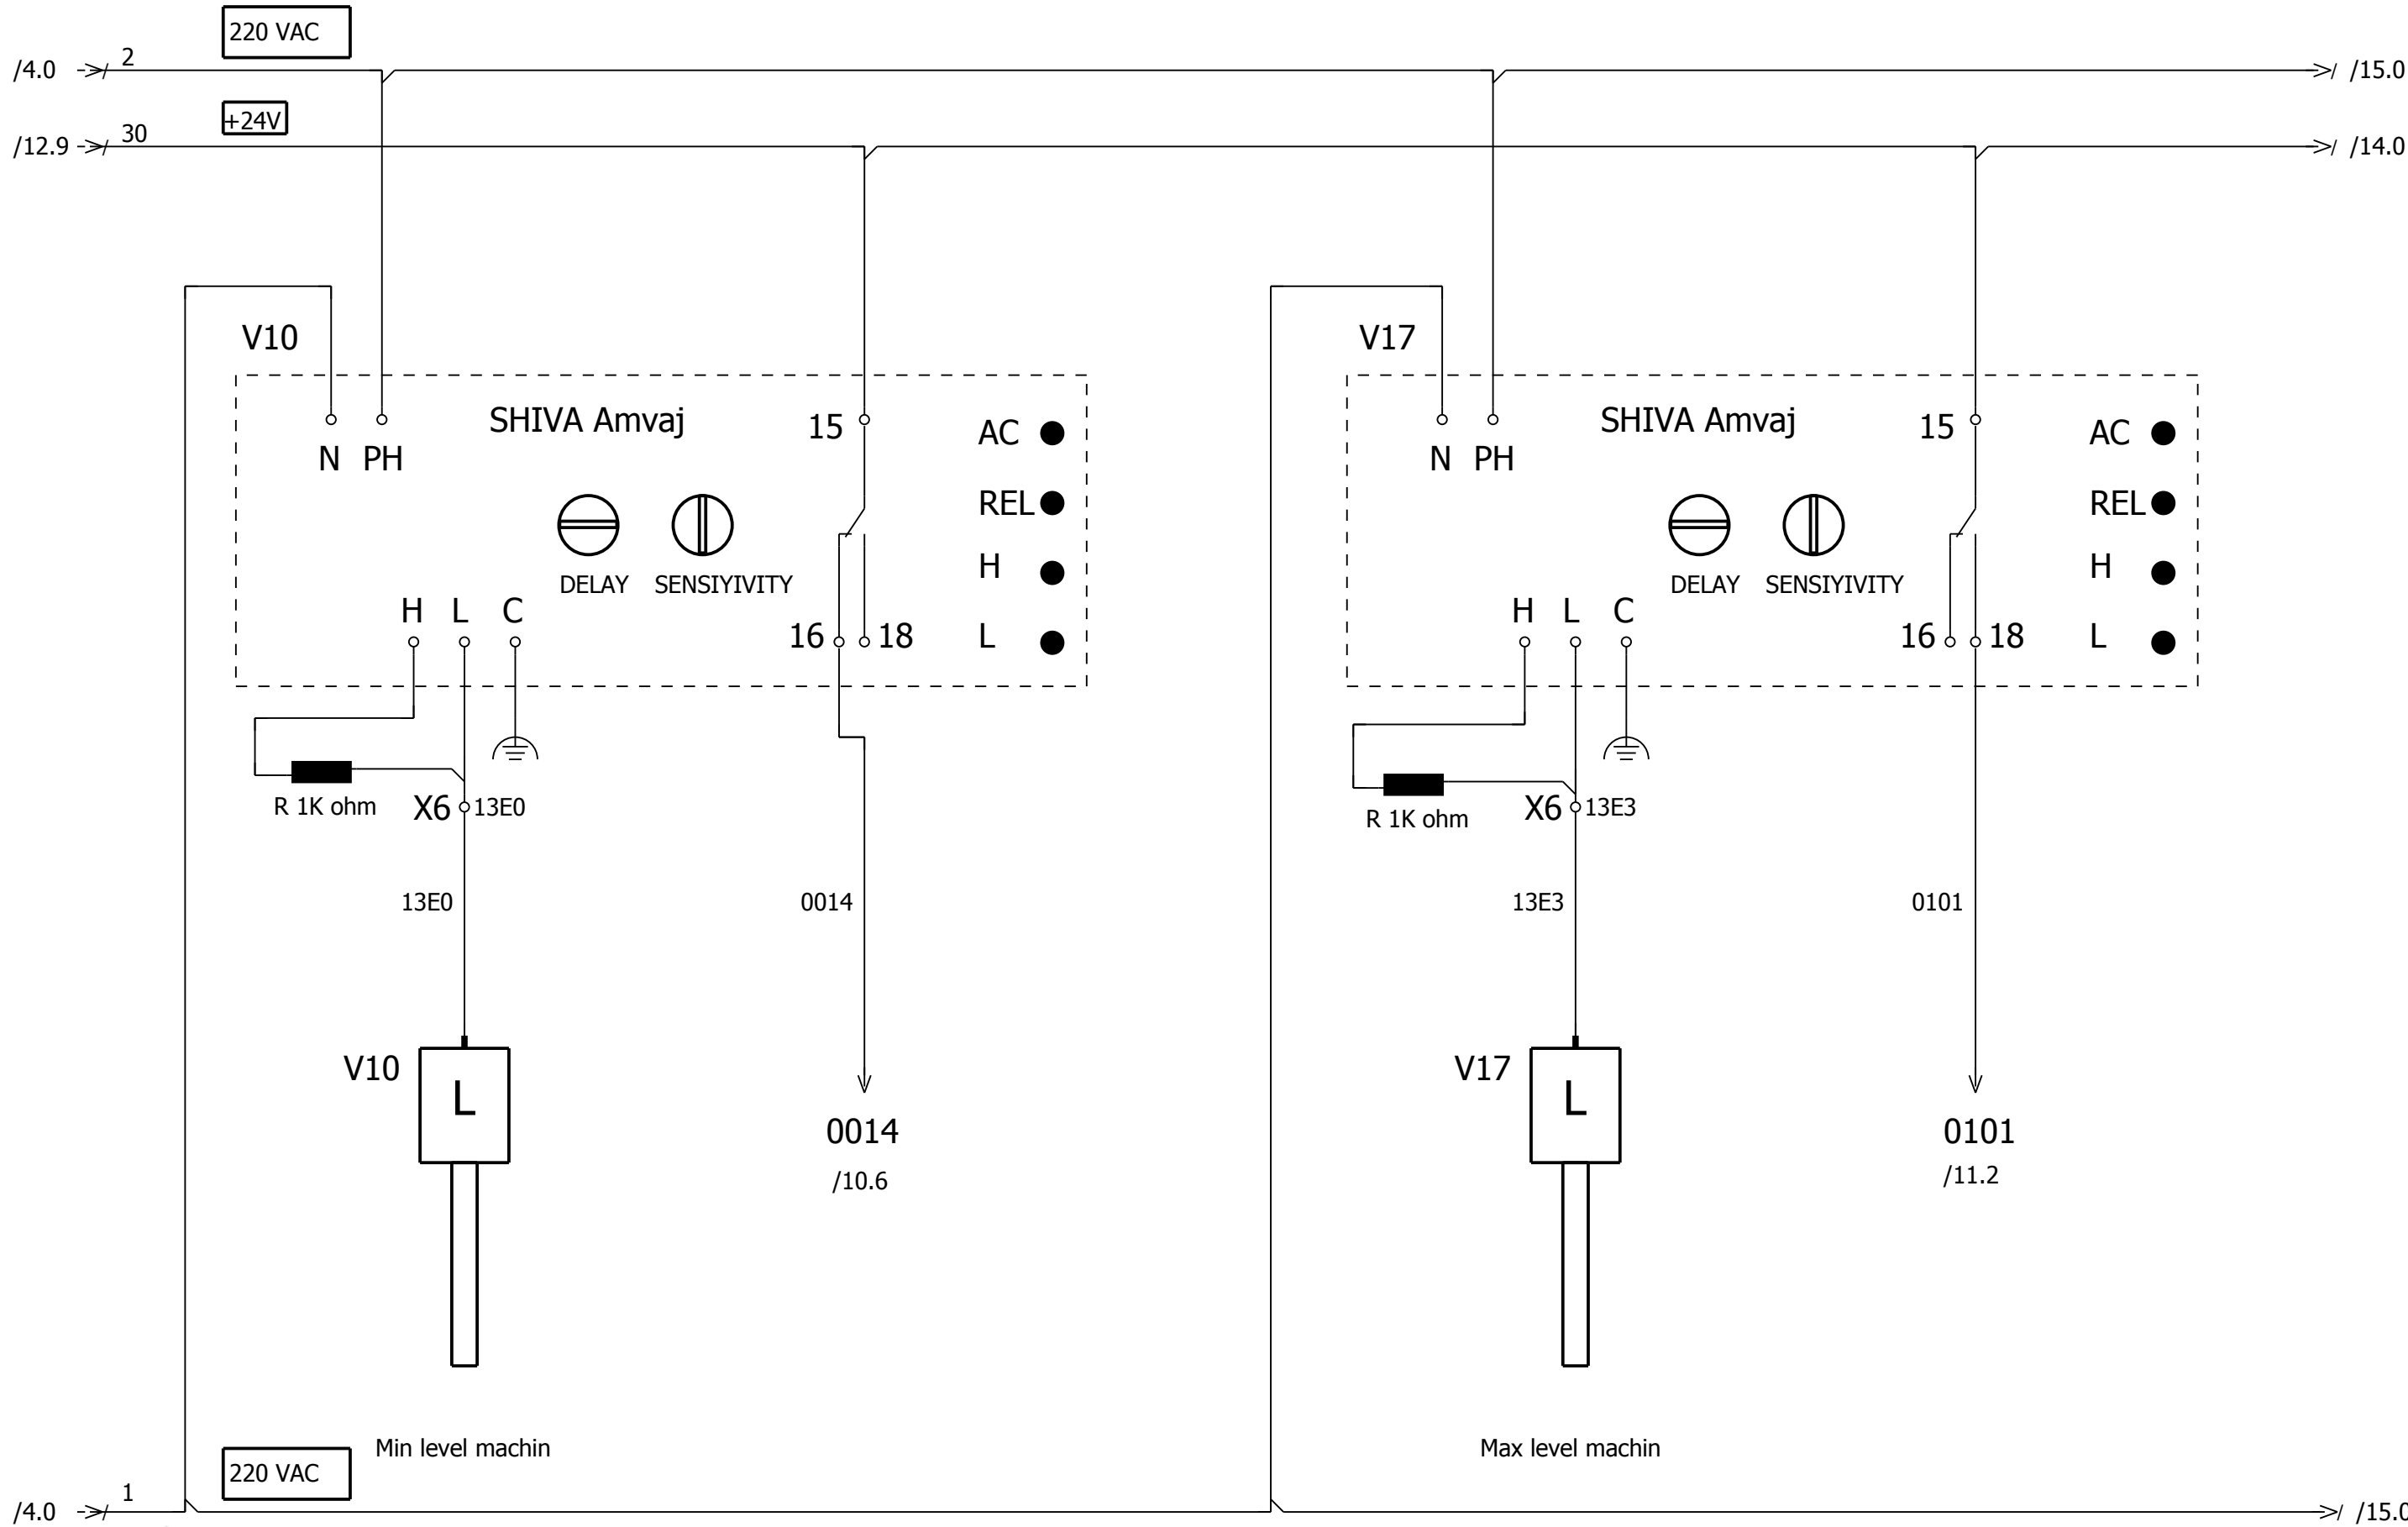 220 VAC
/4.0 2 /15.0
+24V
/12.9 30 /14.0
V10 V17
SHIVA Amvaj 15 AC
N PH REL
DELAY SENSIYIVITY H
H L C 16 18 L
SHIVA Amvaj 15 AC
N PH REL
DELAY SENSIYIVITY H
H L C 16 18 L
R 1K ohm X6 13E0
R 1K ohm X6 13E3
13E0 0014 13E3 0101
V10 L V17 L
0014 0101
/10.6 /11.2
Min level machin Max level machin
220 VAC
/4.0 1 /15.0